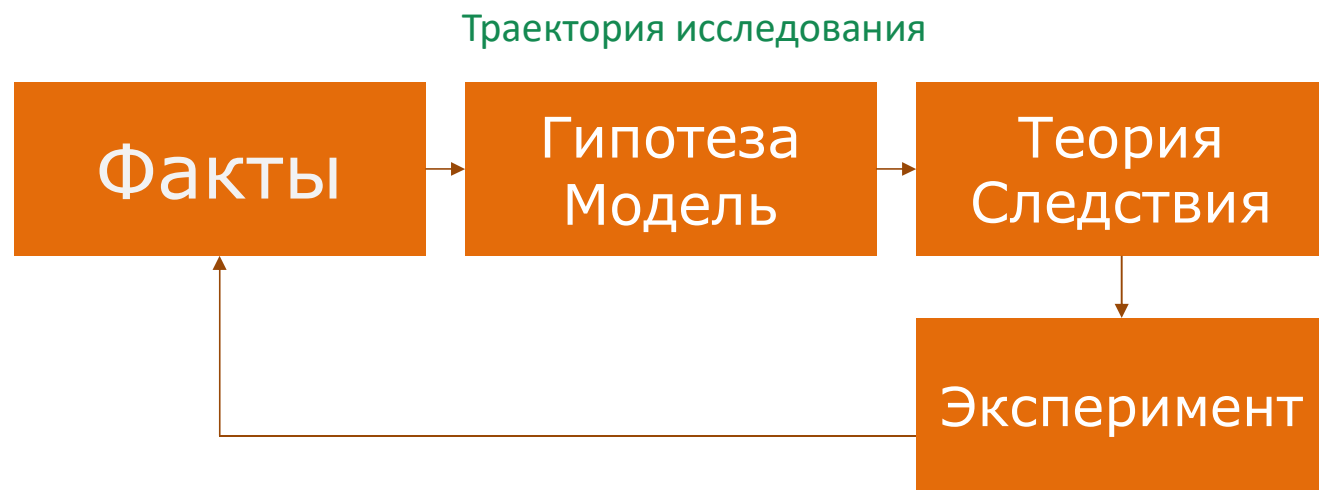 Траектория исследования
Факты
Гипотеза
Модель
Теория
Следствия
Эксперимент